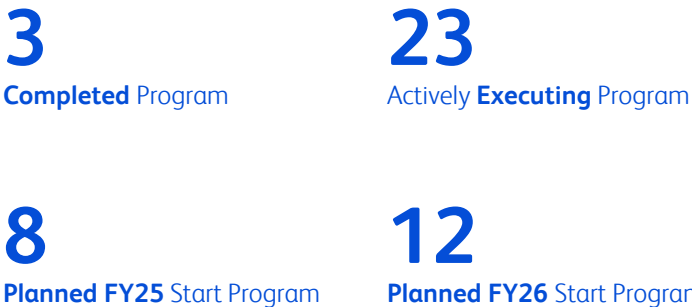 3
Completed Program
23
Actively Executing Program
8
Planned FY25 Start Program
12
Planned FY26 Start Program